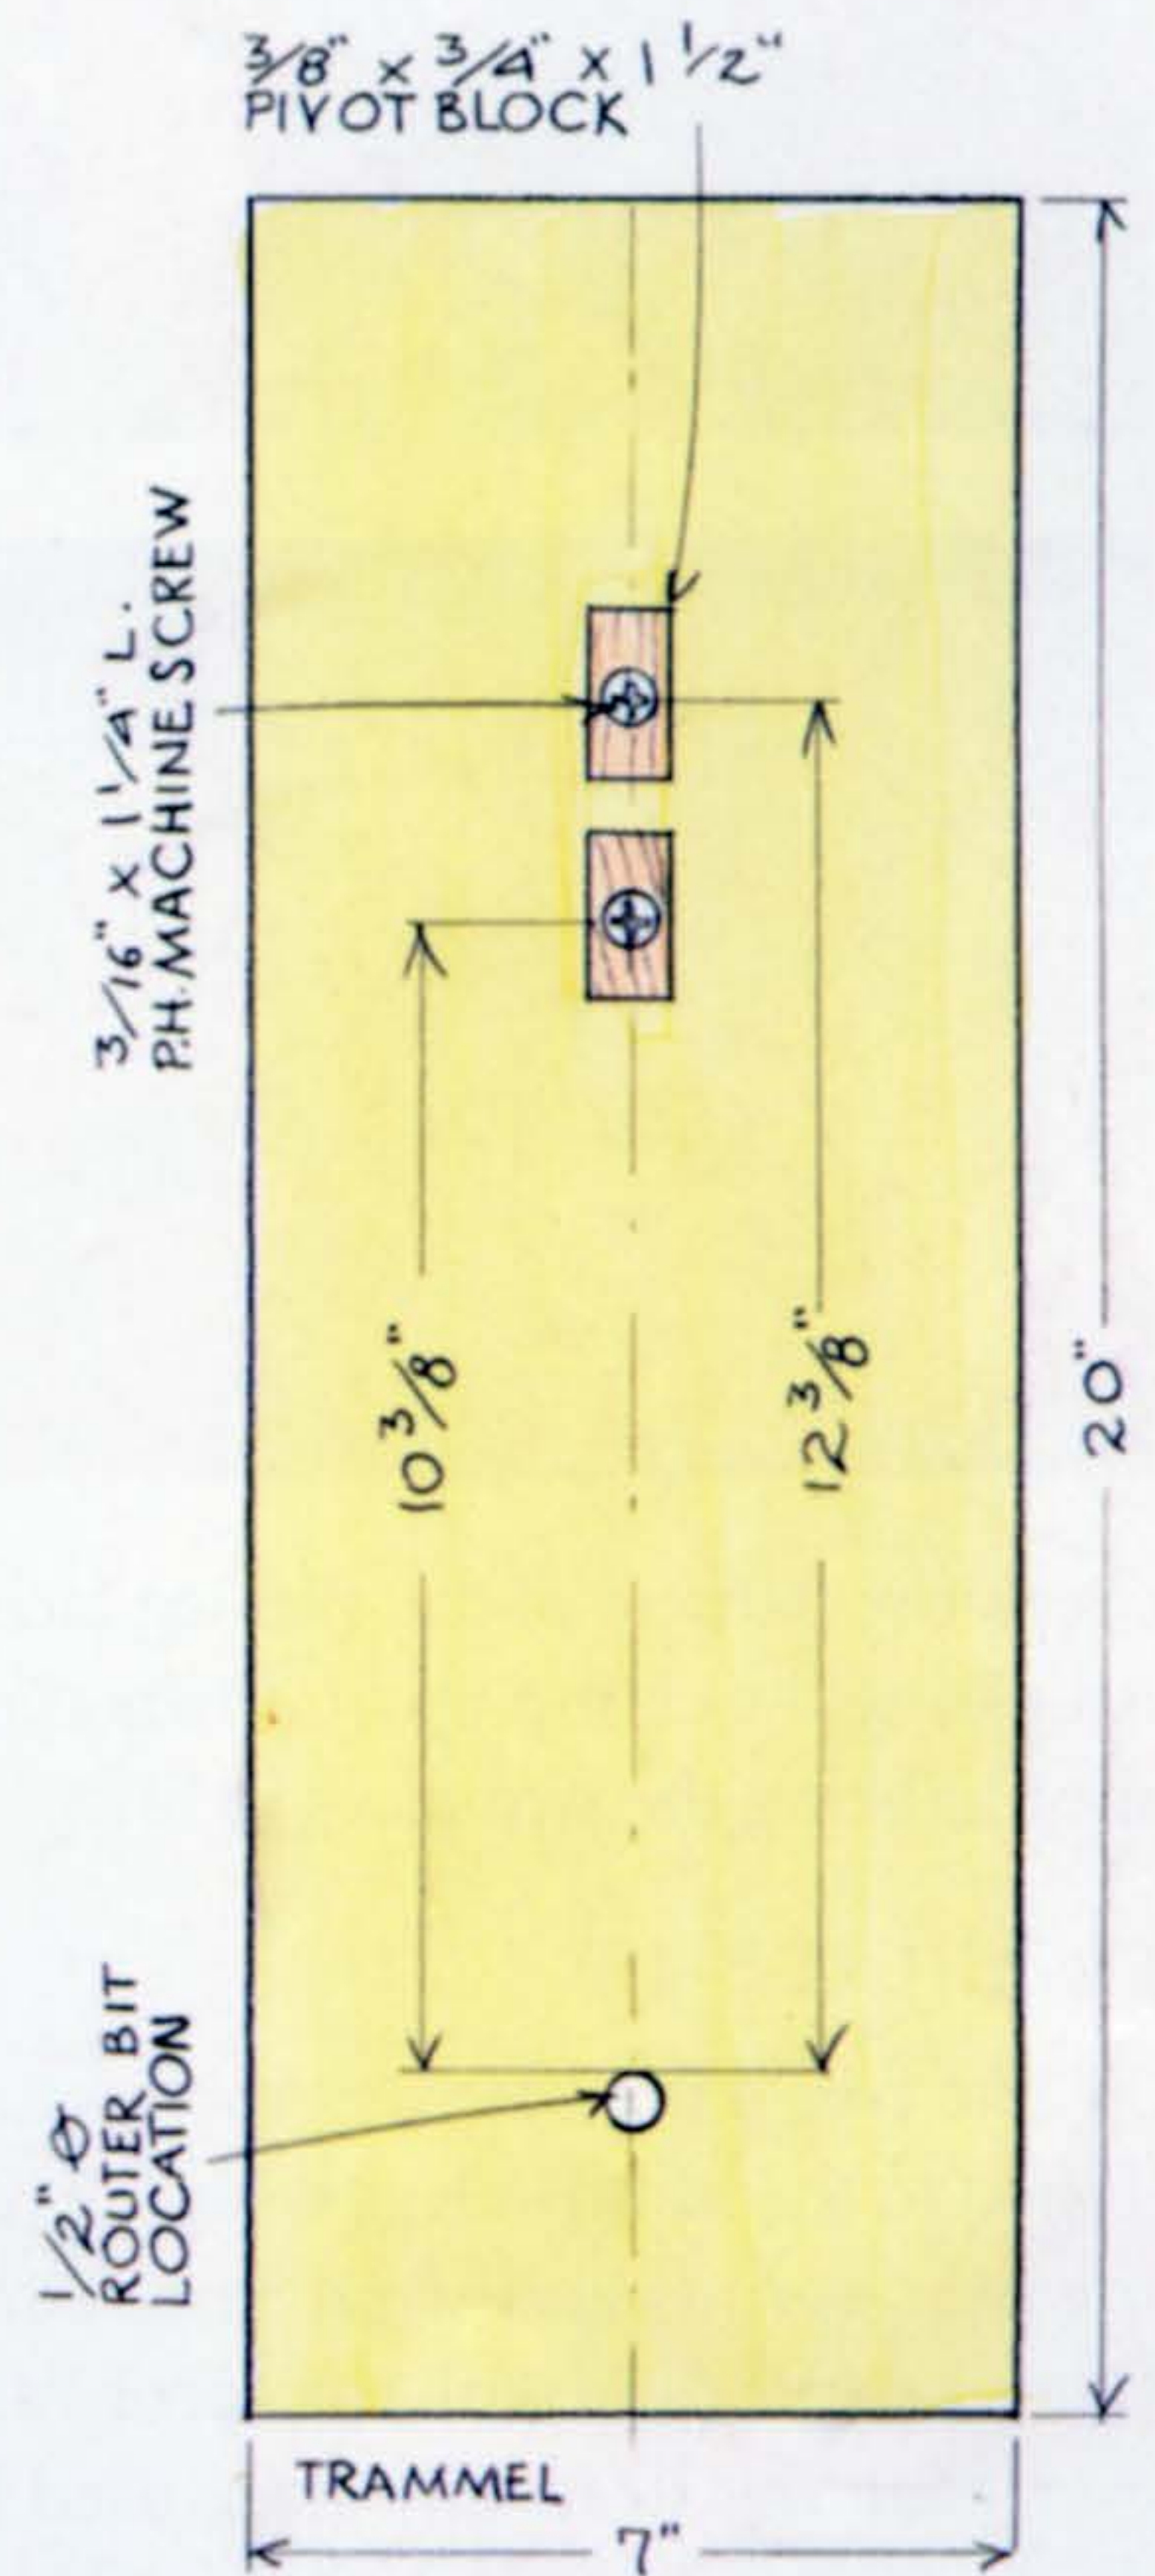 3/8" x 3/4" x 1 1/2"
PIVOT BLOCK
3/16" x 1 1/4" L.
P.H. MACHINE SCREW
10 3/8"
12 3/8"
20"
1/2" Ø
ROUTER BIT
LOCATION
TRAMMEL
7"